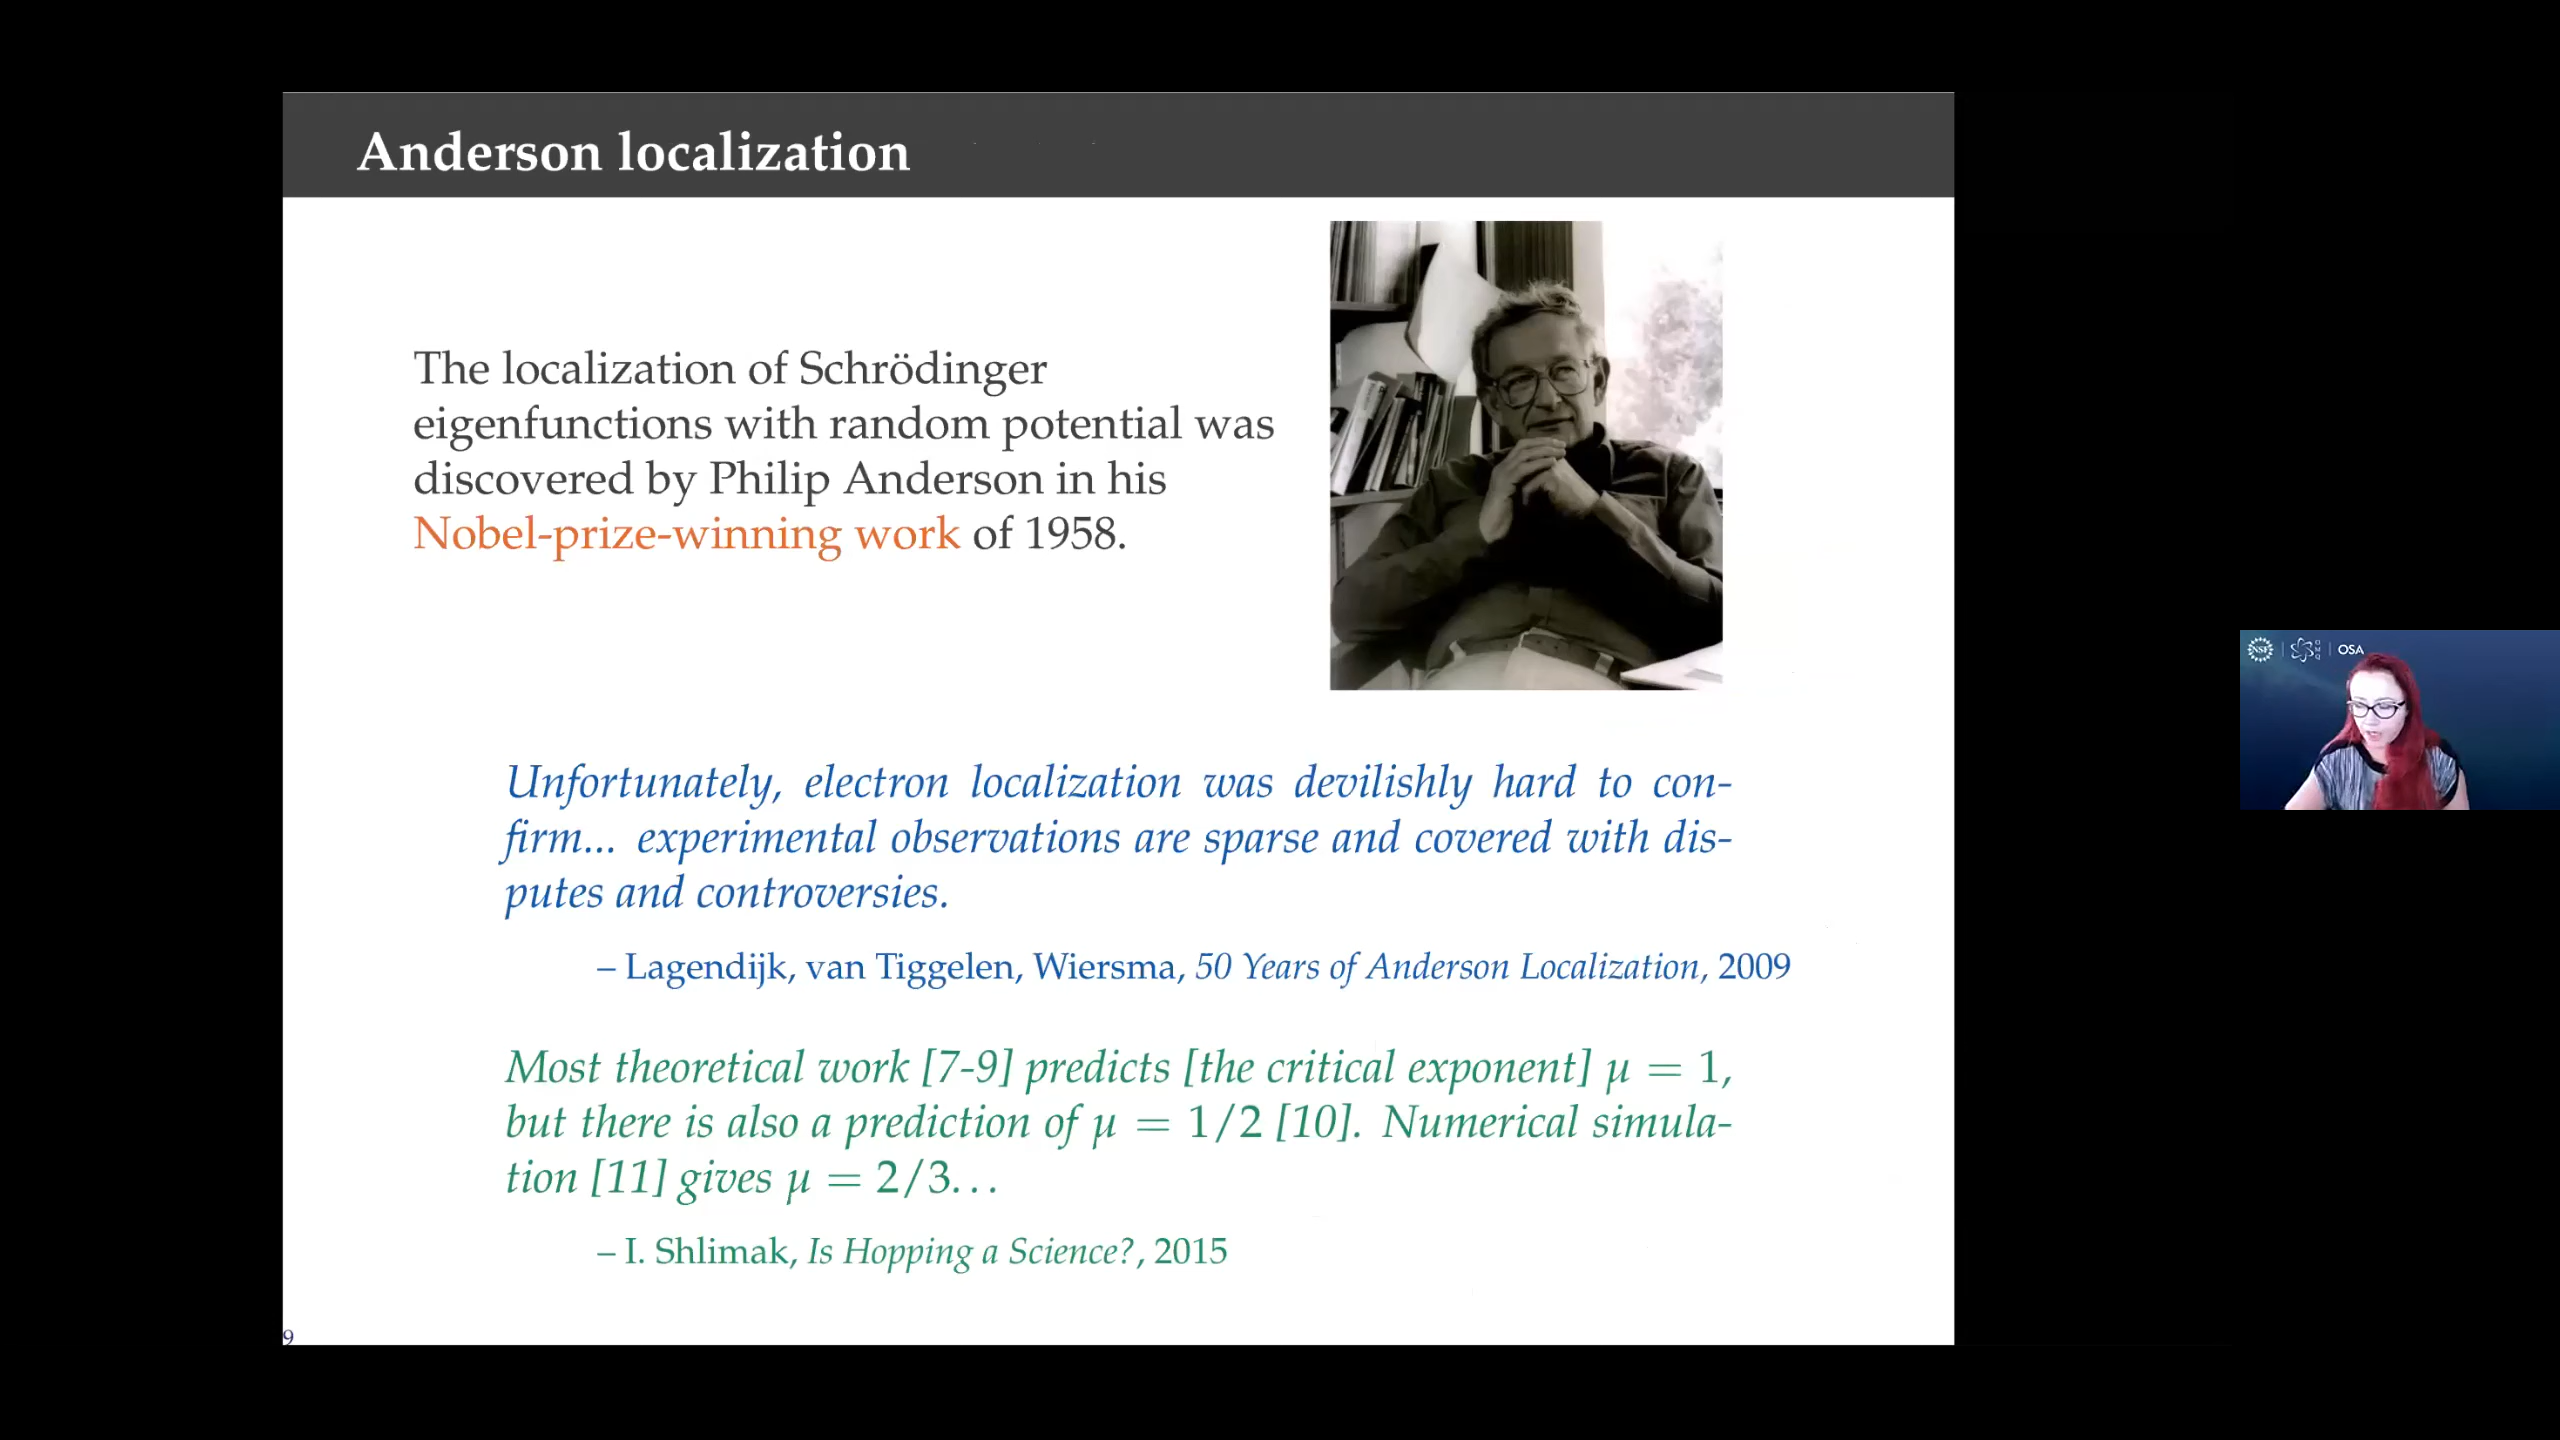 Anderson localization
The localization of Schrödinger
eigenfunctions with random potential was
discovered by Philip Anderson in his
Nobel-prize-winning work of 1958.
NSF OSA
Unfortunately, electron localization was devilishly hard to con-
firm... experimental observations are sparse and covered with dis-
putes and controversies.
– Lagendijk, van Tiggelen, Wiersma, 50 Years of Anderson Localization, 2009
Most theoretical work [7-9] predicts [the critical exponent] μ = 1,
but there is also a prediction of μ = 1/2 [10]. Numerical simula-
tion [11] gives μ = 2/3...
– I. Shlimak, Is Hopping a Science?, 2015
9